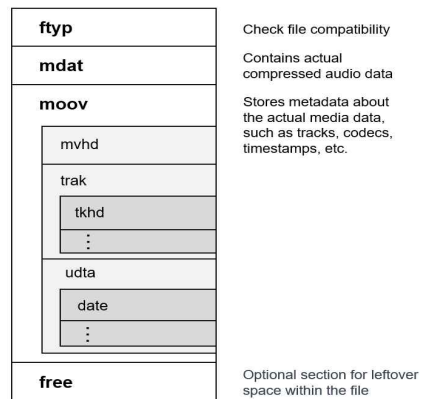 ftyp
Check file compatibility
mdat
Contains actual
compressed audio data
moov
Stores metadata about
the actual media data,
such as tracks, codecs,
timestamps, etc.
mvhd
trak
tkhd
⋮
udta
date
⋮
free
Optional section for leftover
space within the file